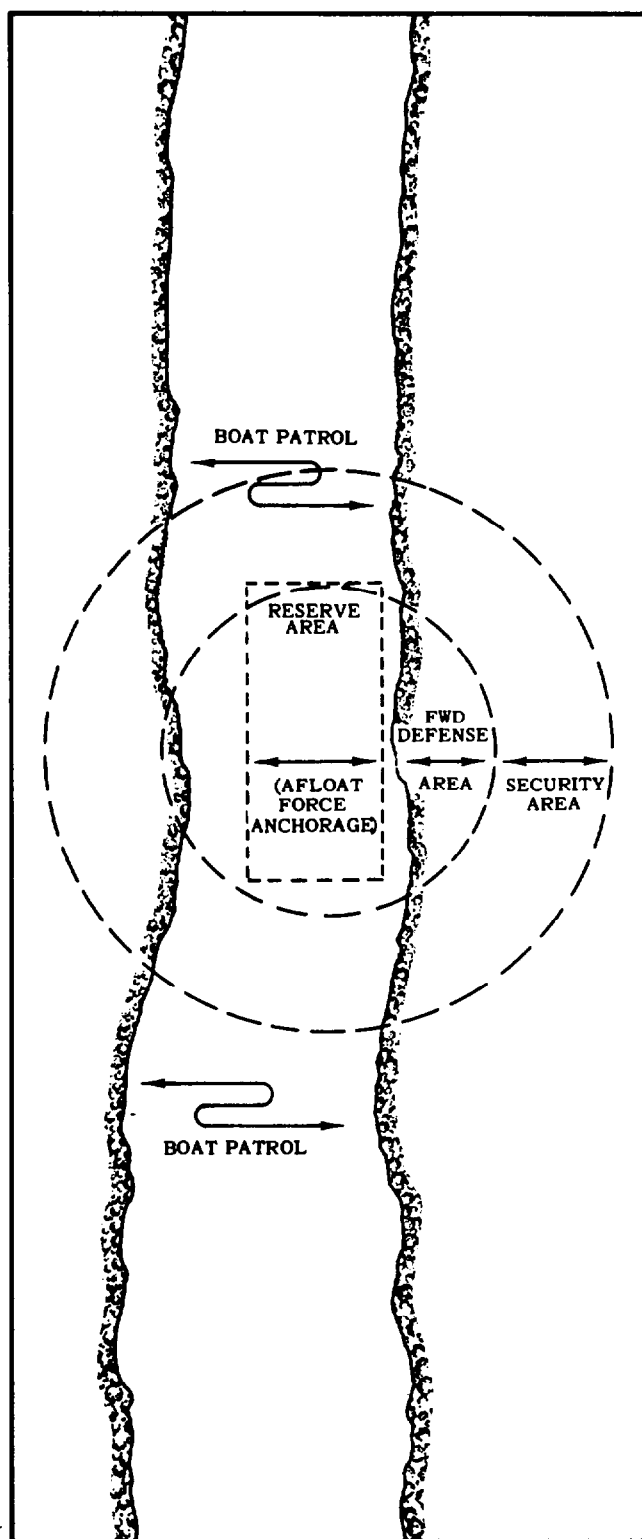 BOAT PATROL
RESERVE
AREA
FWD
DEFENSE
AREA
(AFLOAT
FORCE
ANCHORAGE)
SECURITY
AREA
BOAT PATROL